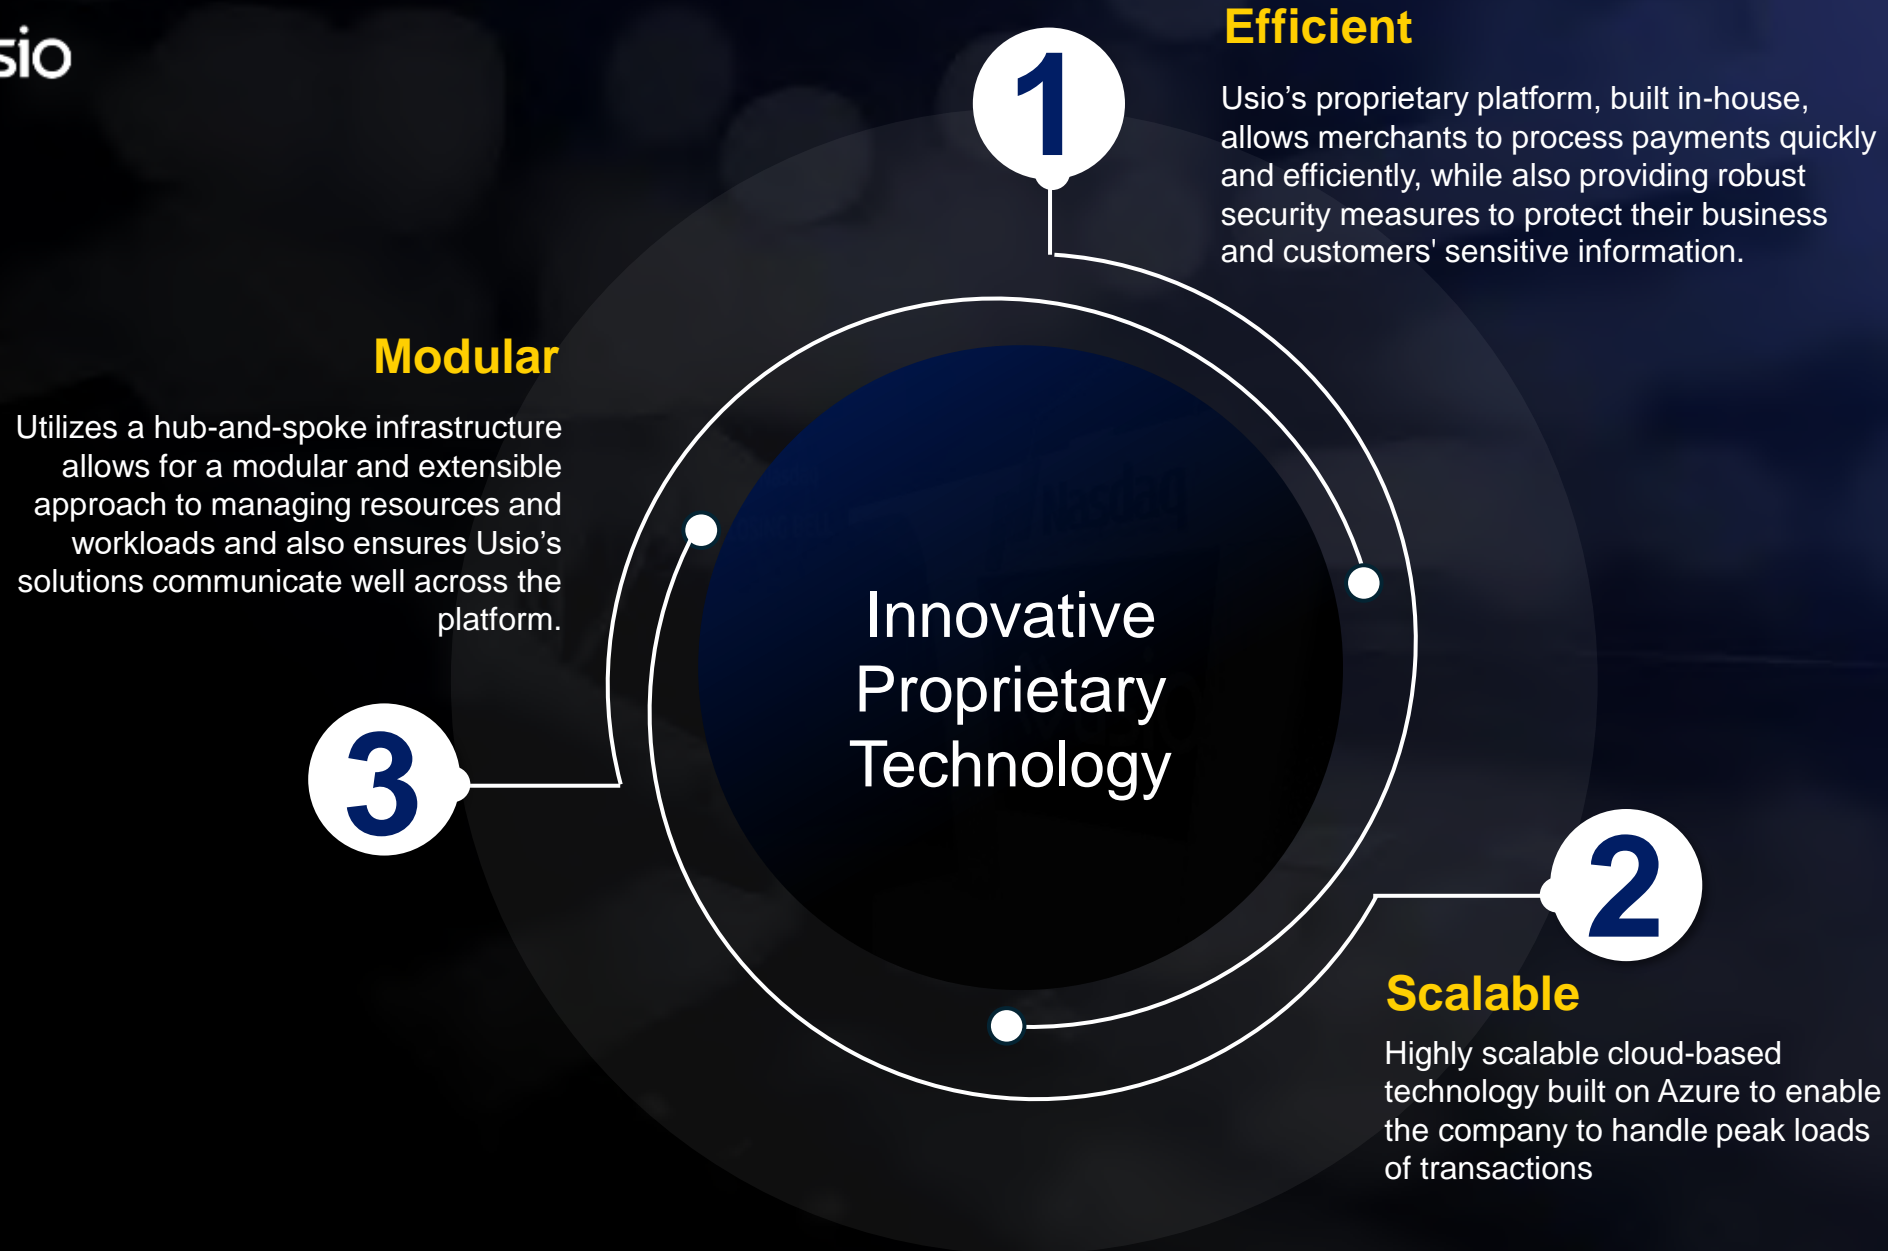 sio
1
Efficient
Usio’s proprietary platform, built in-house,
allows merchants to process payments quickly
and efficiently, while also providing robust
security measures to protect their business
and customers' sensitive information.
Modular
Utilizes a hub-and-spoke infrastructure
allows for a modular and extensible
approach to managing resources and
workloads and also ensures Usio’s
solutions communicate well across the
platform.
3
Nasdaq
Innovative
Proprietary
Technology
2
Scalable
Highly scalable cloud-based
technology built on Azure to enable
the company to handle peak loads
of transactions